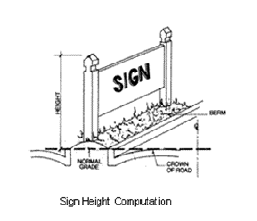 SIGN
HEIGHT
BERM
NORMAL
GRADE
CROWN
OF ROAD
Sign Height Computation